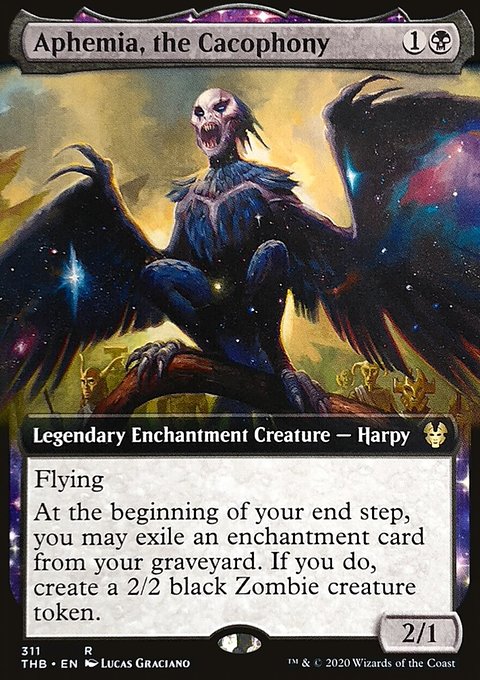 Aphemia, the Cacophony 1
Legendary Enchantment Creature — Harpy
Flying
At the beginning of your end step,
you may exile an enchantment card
from your graveyard. If you do,
create a 2/2 black Zombie creature
token.
2/1
311 R
THB • EN Lucas Graciano
™ & © 2020 Wizards of the Coast